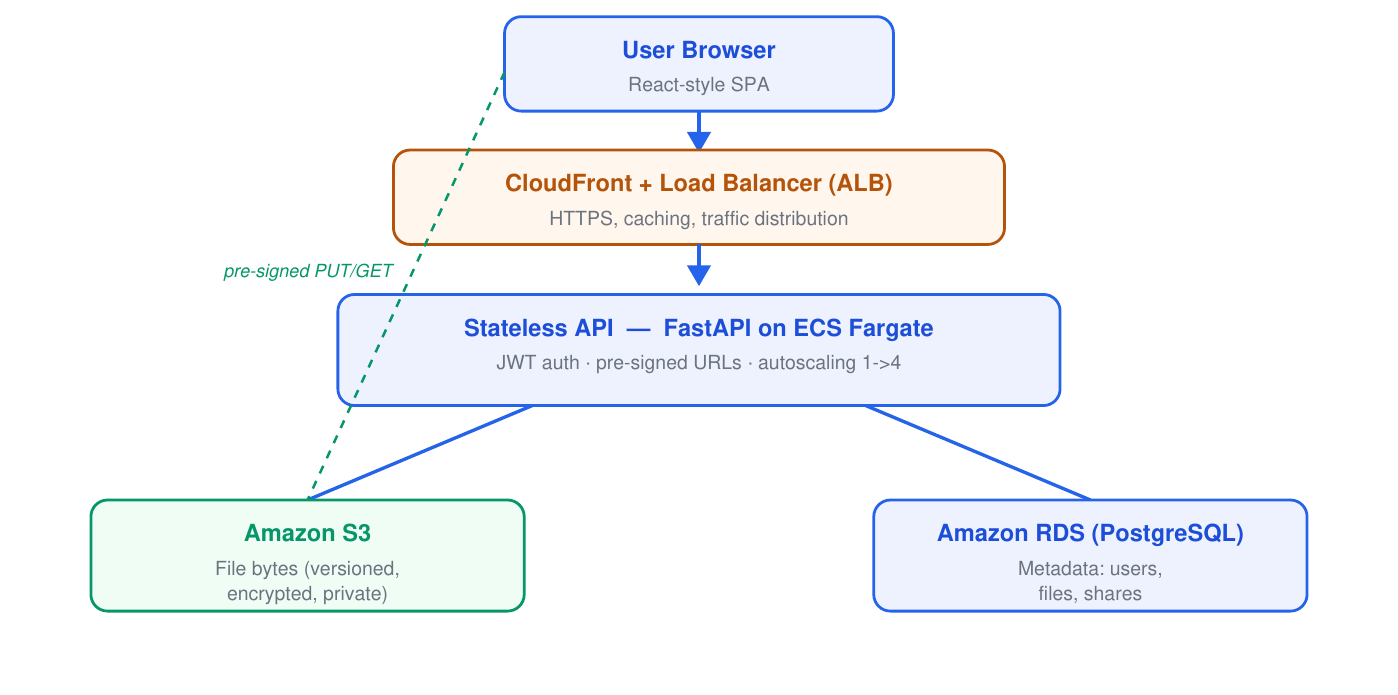 User Browser
React-style SPA
CloudFront + Load Balancer (ALB)
HTTPS, caching, traffic distribution
pre-signed PUT/GET
Stateless API — FastAPI on ECS Fargate
JWT auth · pre-signed URLs · autoscaling 1->4
Amazon S3
File bytes (versioned,
encrypted, private)
Amazon RDS (PostgreSQL)
Metadata: users,
files, shares